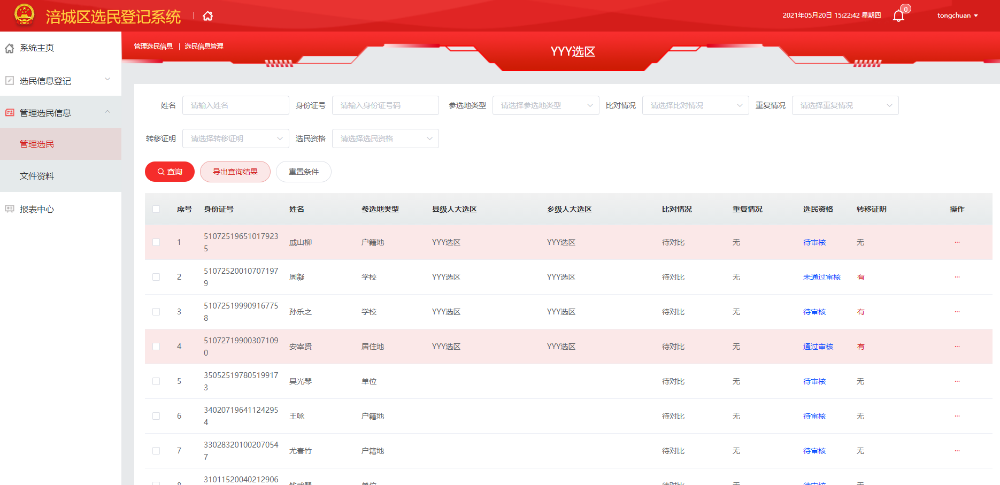 涪城区选民登记系统
2021年05月20日 15:22:42 星期四
0
tongchuan
系统主页
选民信息登记
管理选民信息
管理选民
文件资料
报表中心
管理选民信息 | 选民信息管理
YYY选区
姓名 请输入姓名 身份证号 请输入身份证号码 参选地类型 请选择参选地类型 比对情况 请选择比对情况 重复情况 请选择重复情况
转移证明 请选择转移证明 选民资格 请选择选民资格
查询 导出查询结果 重置条件
序号 身份证号 姓名 参选地类型 县级人大选区 乡级人大选区 比对情况 重复情况 选民资格 转移证明 操作
51072519651017923
1 戚山柳 户籍地 YYY选区 YYY选区 待对比 无 待审核 无 ...
5
51072520010707197
2 周凝 学校 YYY选区 YYY选区 待对比 无 未通过审核 有 ...
9
51072519990916775
3 孙乐之 学校 YYY选区 YYY选区 待对比 无 待审核 有 ...
8
51072719900307109
4 安宰贤 居住地 YYY选区 YYY选区 待对比 无 通过审核 有 ...
0
35052519780519917
5 吴光琴 单位 待对比 无 待审核 无 ...
3
34020719641124295
6 王咏 户籍地 待对比 无 待审核 无 ...
4
33028320100207054
7 尤春竹 户籍地 待对比 无 待审核 无 ...
7
31011520040212906